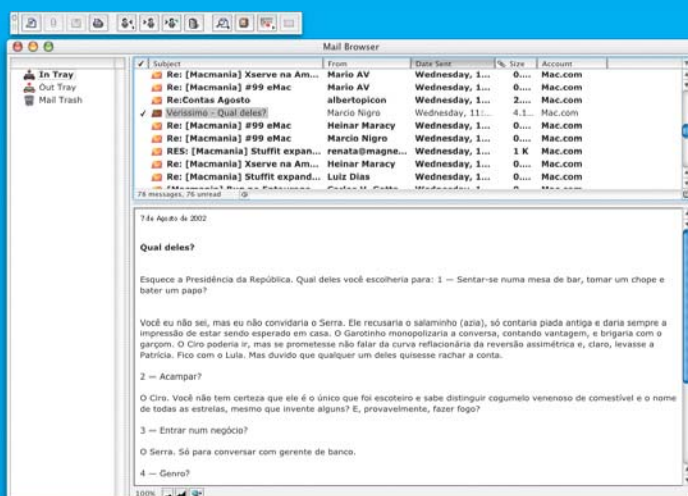 Mail Browser
In Tray
Out Tray
Mail Trash
✓ Subject From Date Sent Size Account
Re: [Macmania] Xserve na Am... Mario AV Wednesday, 1... 0.... Mac.com
Re: [Macmania] #99 eMac Mario AV Wednesday, 1... 0.... Mac.com
Re:Contas Agosto albertopicon Wednesday, 1... 2.... Mac.com
✓ Verissimo - Qual deles? Marcio Nigro Wednesday, 11:... 4.1... Mac.com
Re: [Macmania] #99 eMac Heinar Maracy Wednesday, 1... 0.... Mac.com
Re: [Macmania] #99 eMac Marcio Nigro Wednesday, 1... 0.... Mac.com
RES: [Macmania] Stuffit expan... renata@magne... Wednesday, 1... 1 K Mac.com
Re: [Macmania] Xserve na Am... Heinar Maracy Wednesday, 1... 0.... Mac.com
Re: [Macmania] Stuffit expand... Luiz Dias Wednesday, 1... 0.... Mac.com
78 messages, 76 unread
7 de Agosto de 2002
Qual deles?
Esquece a Presidência da República. Qual deles você escolheria para: 1 — Sentar-se numa mesa de bar, tomar um chope e
bater um papo?
Você eu não sei, mas eu não convidaria o Serra. Ele recusaria o salaminho (azia), só contaria piada antiga e daria sempre a
impressão de estar sendo esperado em casa. O Garotinho monopolizaria a conversa, contando vantagem, e brigaria com o
garçom. O Ciro poderia ir, mas se prometesse não falar da curva reflacionária da reversão assimétrica e, claro, levasse a
Patrícia. Fico com o Lula. Mas duvido que qualquer um deles quisesse rachar a conta.
2 — Acampar?
O Ciro. Você não tem certeza que ele é o único que foi escoteiro e sabe distinguir cogumelo venenoso de comestível e o nome
de todas as estrelas, mesmo que invente alguns? E, provavelmente, fazer fogo?
3 — Entrar num negócio?
O Serra. Só para conversar com gerente de banco.
4 — Genro?
100%